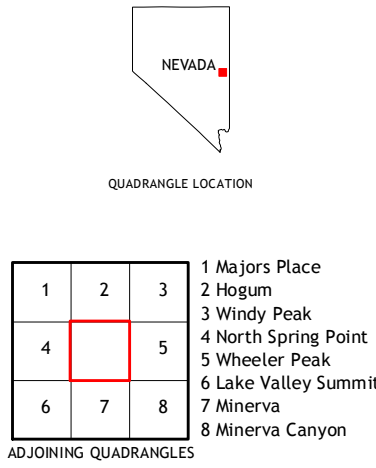 NEVADA
QUADRANGLE LOCATION
1 2 3
4 5
6 7 8
1 Majors Place
2 Hogum
3 Windy Peak
4 North Spring Point
5 Wheeler Peak
6 Lake Valley Summit
7 Minerva
8 Minerva Canyon
ADJOINING QUADRANGLES